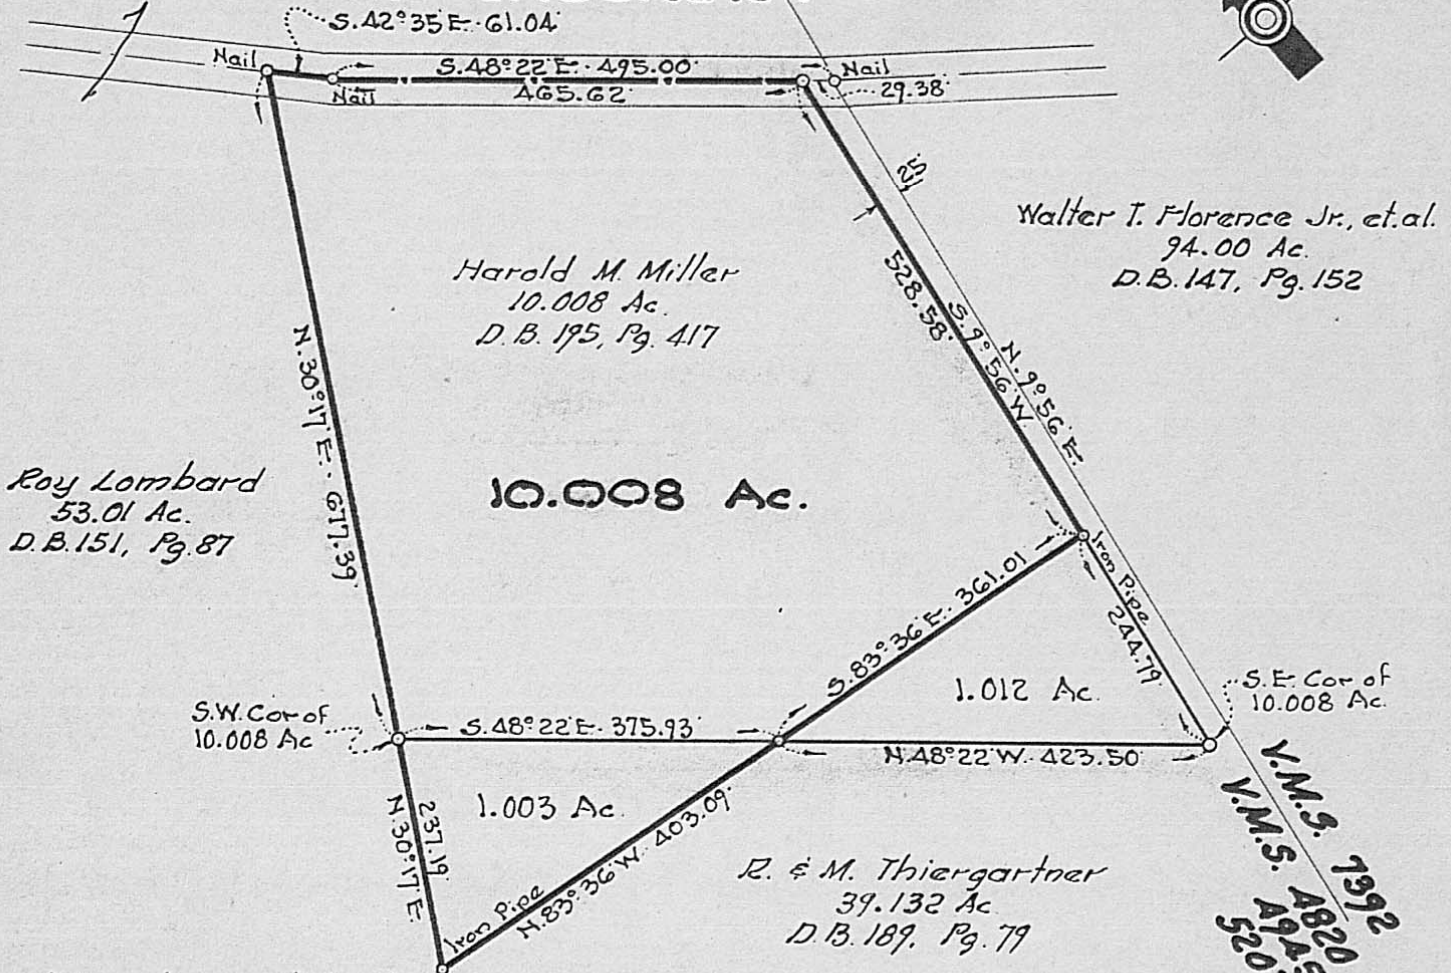 S.42°35'E. 61.04'
Nail
S.48°22'E. 495.00'
Nail
Nail
465.62'
29.38'
25'
Walter T. Florence Jr., et.al.
94.00 Ac.
D.B. 147, Pg. 152
Harold M. Miller
10.008 Ac.
D.B. 195, Pg. 417
528.58'
S.9°56'W.
N.9°56'E.
N.30°17'E. 677.39'
Roy Lombard
53.01 Ac.
D.B. 151, Pg. 87
10.008 Ac.
Iron Pipe
244.79'
S.83°36'E. 361.01'
1.012 Ac.
S.E. Cor of
10.008 Ac.
S.W. Cor of
10.008 Ac
S.48°22'E. 375.93'
N.48°22'W. 423.50'
1.003 Ac.
237.19'
N.30°17'E.
Iron Pipe
N.83°36'W. 403.09'
R. & M. Thiergartner
39.132 Ac
D.B. 189, Pg. 79
V.M.S. 7392
V.M.S. 4820